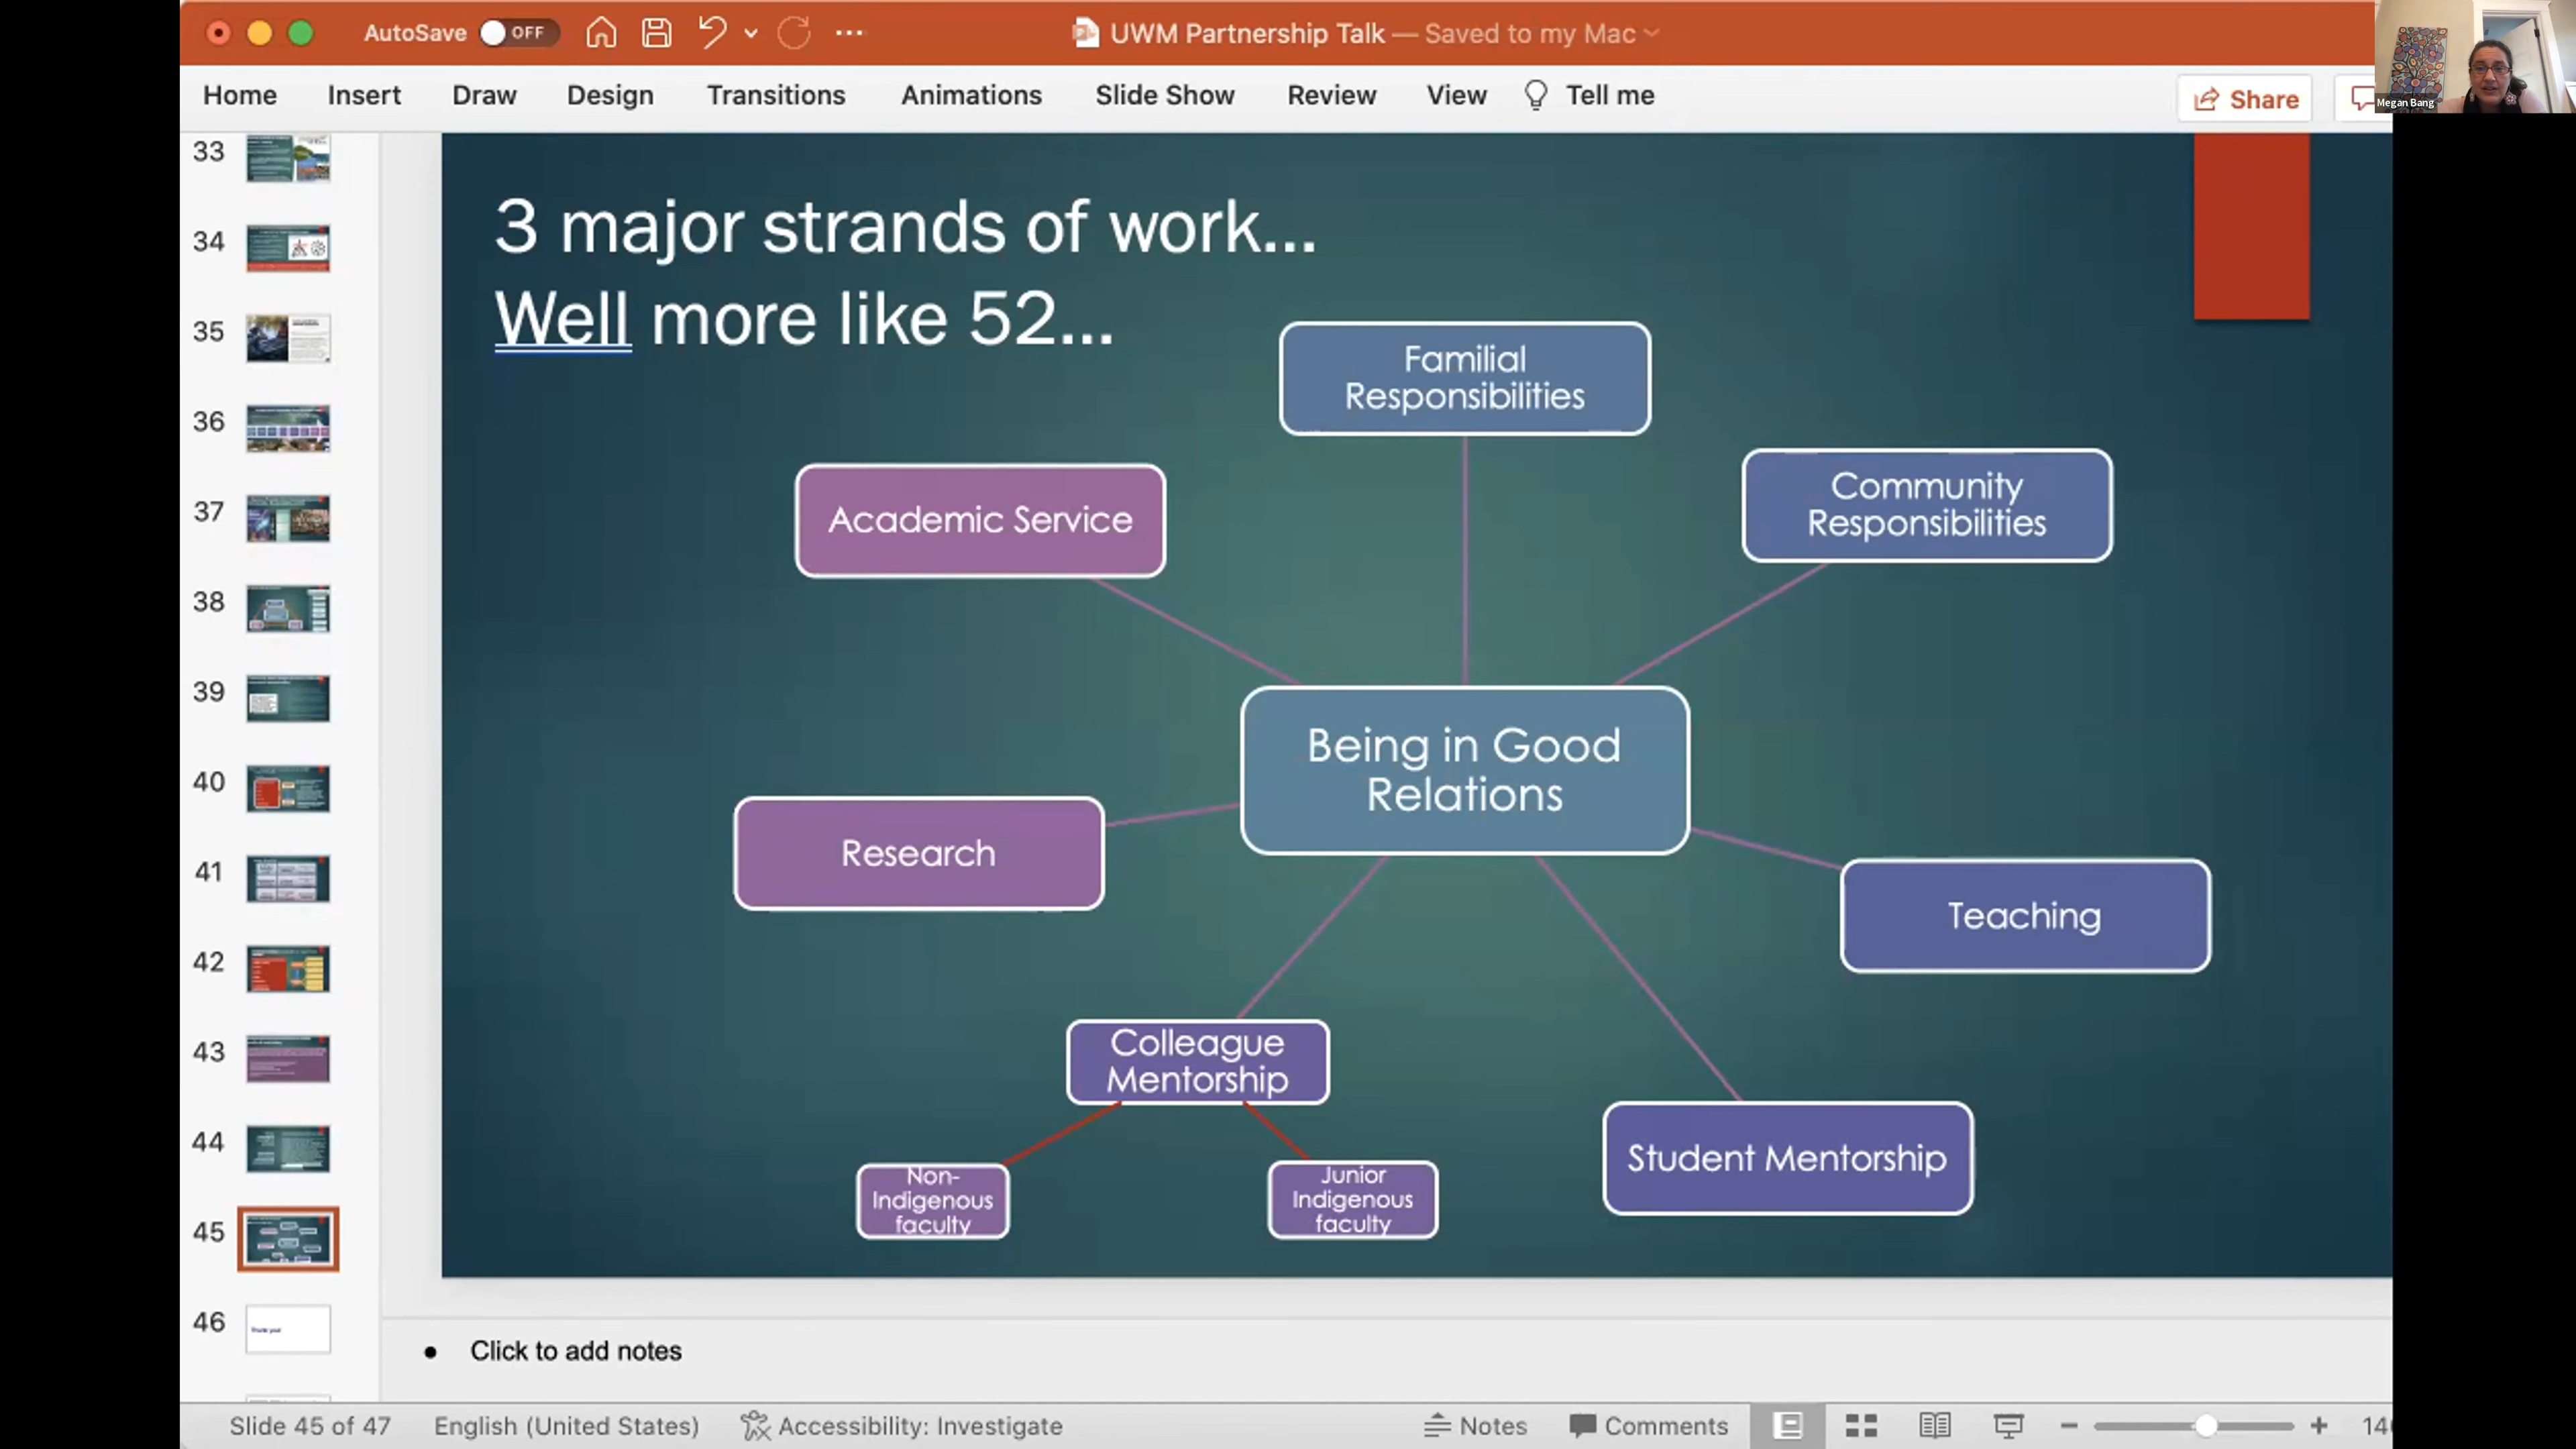 AutoSave OFF
UWM Partnership Talk — Saved to my Mac
Home Insert Draw Design Transitions Animations Slide Show Review View Tell me Share
Megan Bang
33
34
35
36
37
38
39
40
41
42
43
44
45
46
Thank you!
3 major strands of work...
Well more like 52...
Familial
Responsibilities
Academic Service
Community
Responsibilities
Being in Good
Relations
Research
Teaching
Colleague
Mentorship
Non-
Indigenous
faculty
Junior
Indigenous
faculty
Student Mentorship
• Click to add notes
Slide 45 of 47 English (United States) Accessibility: Investigate Notes Comments